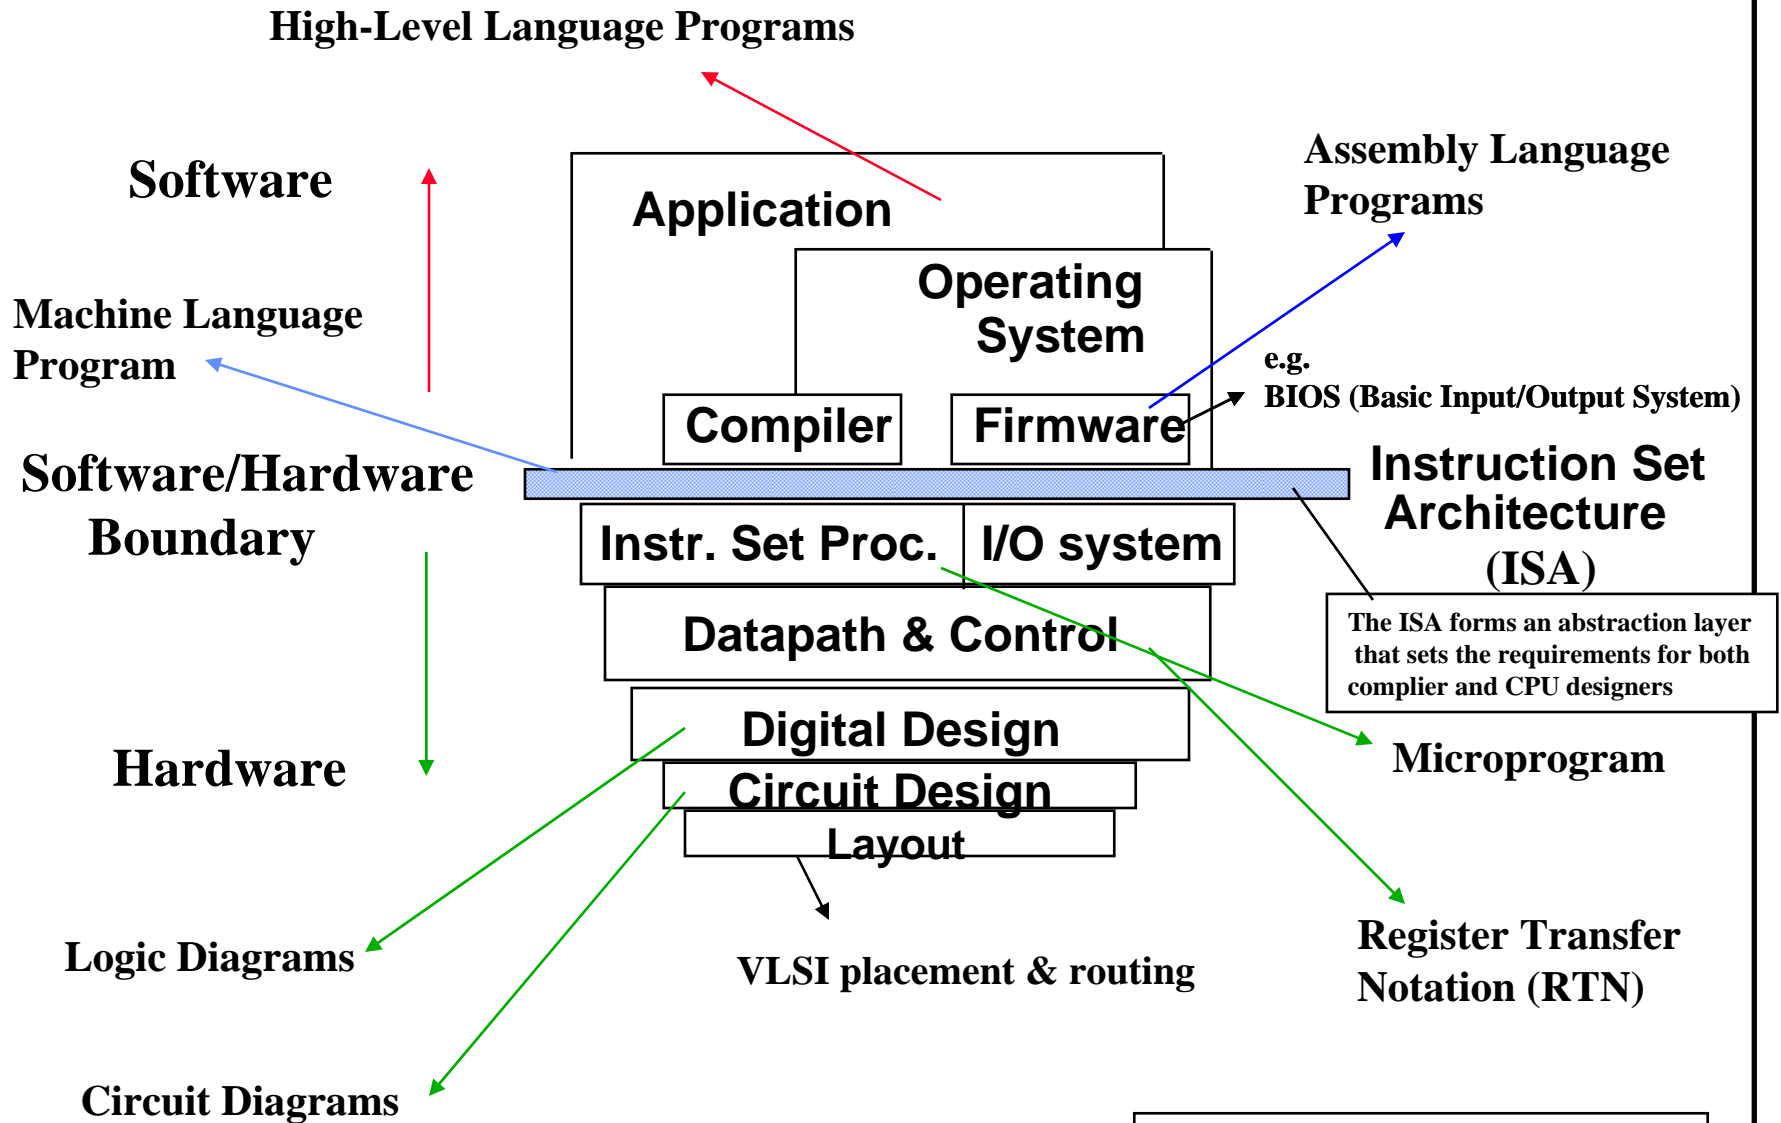 High-Level Language Programs
Assembly Language
Programs
Software
Application
Operating
System
Machine Language
Program
e.g.
BIOS (Basic Input/Output System)
Compiler
Firmware
Software/Hardware
Boundary
Instruction Set
Architecture
(ISA)
Instr. Set Proc.
I/O system
The ISA forms an abstraction layer
that sets the requirements for both
complier and CPU designers
Datapath & Control
Digital Design
Microprogram
Hardware
Circuit Design
Layout
Logic Diagrams
VLSI placement & routing
Register Transfer
Notation (RTN)
Circuit Diagrams